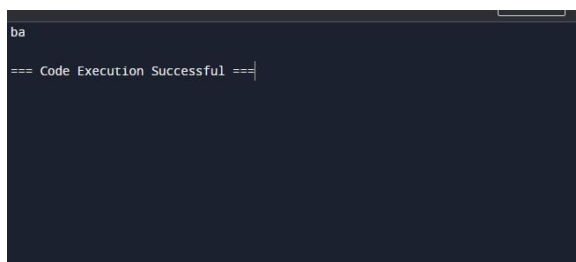 ba
=== Code Execution Successful ===